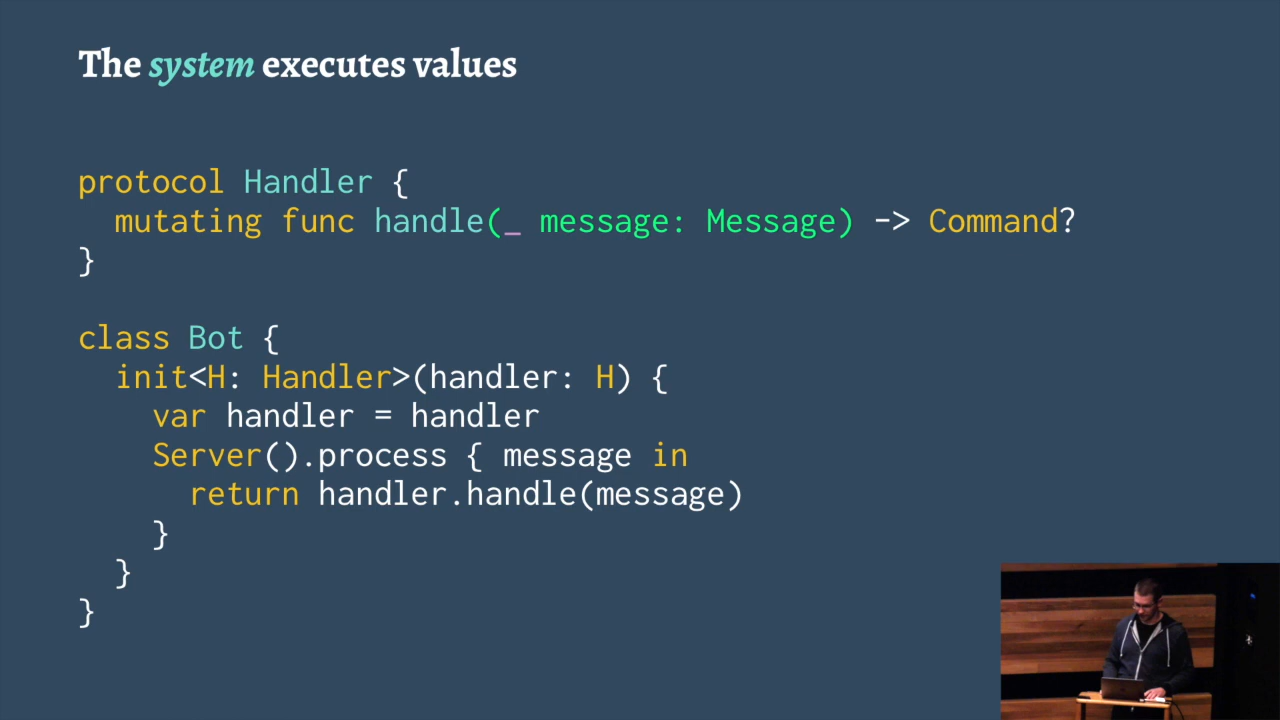 The system executes values
protocol Handler {
  mutating func handle(_ message: Message) -> Command?
}
class Bot {
  init<H: Handler>(handler: H) {
    var handler = handler
    Server().process { message in
      return handler.handle(message)
    }
  }
}